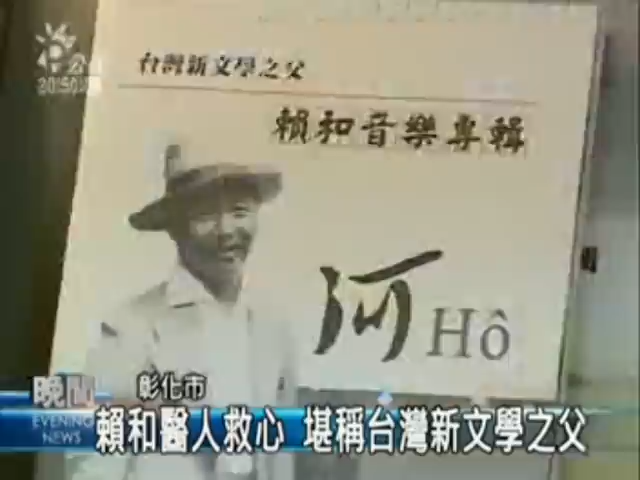 公
台灣新文學之父
賴和音樂專輯
河 Hô
彰化市
晚間
EVENING NEWS
賴和醫人救心 堪稱台灣新文學之父